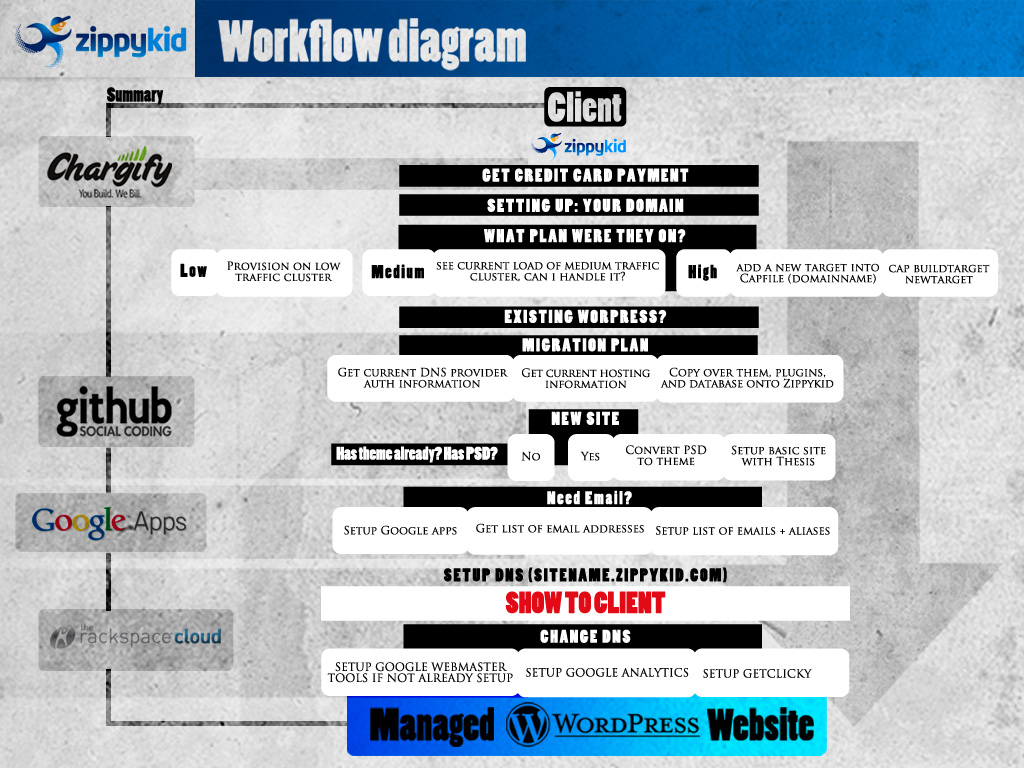 zippykid
Workflow diagram
Summary
Client
zippykid
Chargify
You Build. We Bill.
GET CREDIT CARD PAYMENT
SETTING UP: YOUR DOMAIN
WHAT PLAN WERE THEY ON?
Low
PROVISION ON LOW
TRAFFIC CLUSTER
Medium
SEE CURRENT LOAD OF MEDIUM TRAFFIC
CLUSTER, CAN I HANDLE IT?
High
ADD A NEW TARGET INTO
CAPFILE (DOMAINNAME)
CAP BUILDTARGET
NEWTARGET
EXISTING WORPRESS?
MIGRATION PLAN
GET CURRENT DNS PROVIDER
AUTH INFORMATION
GET CURRENT HOSTING
INFORMATION
COPY OVER THEM, PLUGINS,
AND DATABASE ONTO ZIPPYKID
github
SOCIAL CODING
NEW SITE
Has theme already? Has PSD?
NO
YES
CONVERT PSD
TO THEME
SETUP BASIC SITE
WITH THESIS
Google Apps
Need Email?
SETUP GOOGLE APPS
GET LIST OF EMAIL ADDRESSES
SETUP LIST OF EMAILS + ALIASES
SETUP DNS (SITENAME.ZIPPYKID.COM)
SHOW TO CLIENT
the
rackspace cloud
CHANGE DNS
SETUP GOOGLE WEBMASTER
TOOLS IF NOT ALREADY SETUP
SETUP GOOGLE ANALYTICS
SETUP GETCLICKY
Managed WORDPRESS Website